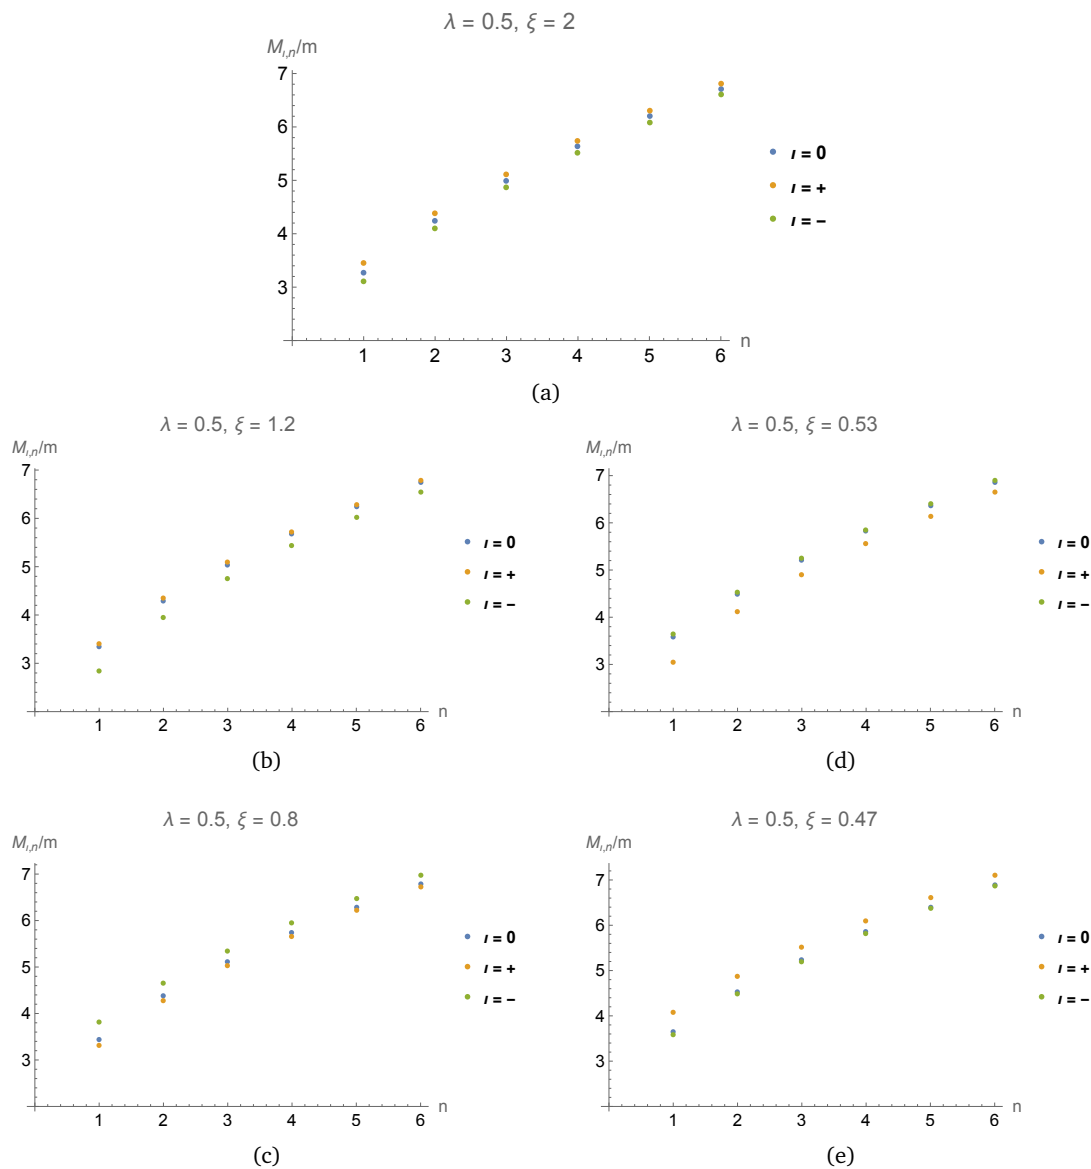 λ = 0.5, ξ = 2
M_{ι,n}/m
7
6
5
4
3
1 2 3 4 5 6 n
ι = 0
ι = +
ι = −
(a)
λ = 0.5, ξ = 1.2
M_{ι,n}/m
7
6
5
4
3
1 2 3 4 5 6 n
ι = 0
ι = +
ι = −
(b)
λ = 0.5, ξ = 0.53
M_{ι,n}/m
7
6
5
4
3
1 2 3 4 5 6 n
ι = 0
ι = +
ι = −
(d)
λ = 0.5, ξ = 0.8
M_{ι,n}/m
7
6
5
4
3
1 2 3 4 5 6 n
ι = 0
ι = +
ι = −
(c)
λ = 0.5, ξ = 0.47
M_{ι,n}/m
7
6
5
4
3
1 2 3 4 5 6 n
ι = 0
ι = +
ι = −
(e)